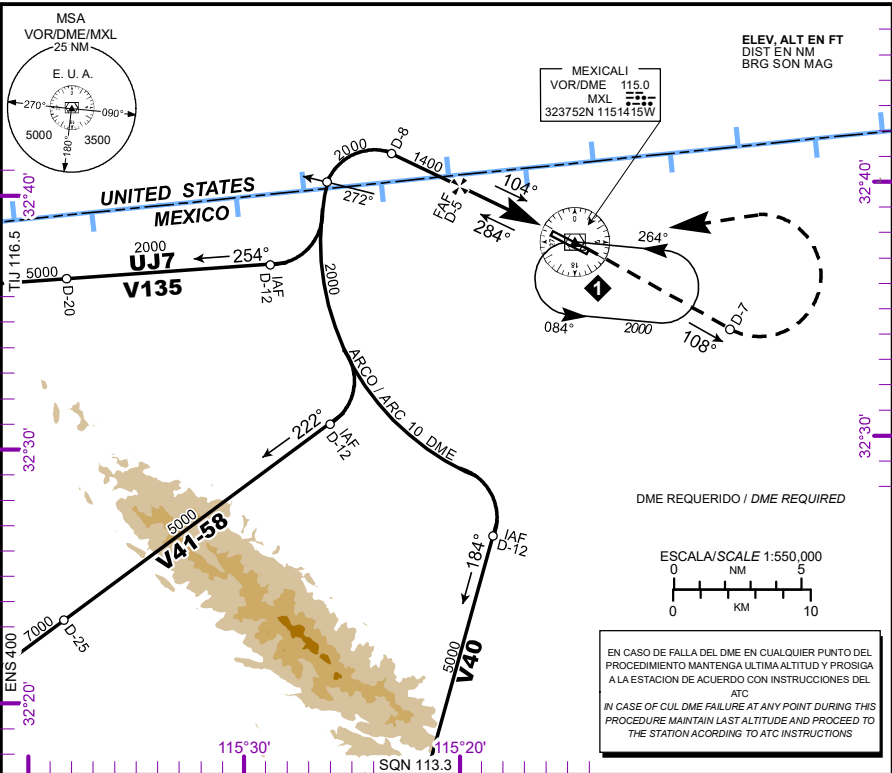 MSA
VOR/DME/MXL
25 NM
E. U. A.
270°
090°
5000
3500
180°
ELEV, ALT EN FT
DIST EN NM
BRG SON MAG
MEXICALI
VOR/DME 115.0
MXL
323752N 1151415W
D-8
2000
1400
104°
FAF
D-5
284°
272°
UNITED STATES
MEXICO
32°40'
32°40'
264°
1
084°
2000
D-7
108°
TIJ 116.5
5000
2000
UJ7
254°
V135
D-20
IAF
D-12
2000
ARCO / ARC 10 DME
222°
IAF
D-12
32°30'
32°30'
5000
V41-58
7000
D-25
ENS 400
184°
IAF
D-12
5000
V40
32°20'
115°30'
115°20'
SQN 113.3
DME REQUERIDO / DME REQUIRED
ESCALA/SCALE 1:550,000
0 NM 5
0 KM 10
EN CASO DE FALLA DEL DME EN CUALQUIER PUNTO DEL
PROCEDIMIENTO MANTENGA ULTIMA ALTITUD Y PROSIGA
A LA ESTACION DE ACUERDO CON INSTRUCCIONES DEL
ATC
IN CASE OF CUL DME FAILURE AT ANY POINT DURING THIS
PROCEDURE MAINTAIN LAST ALTITUDE AND PROCEED TO
THE STATION ACORDING TO ATC INSTRUCTIONS